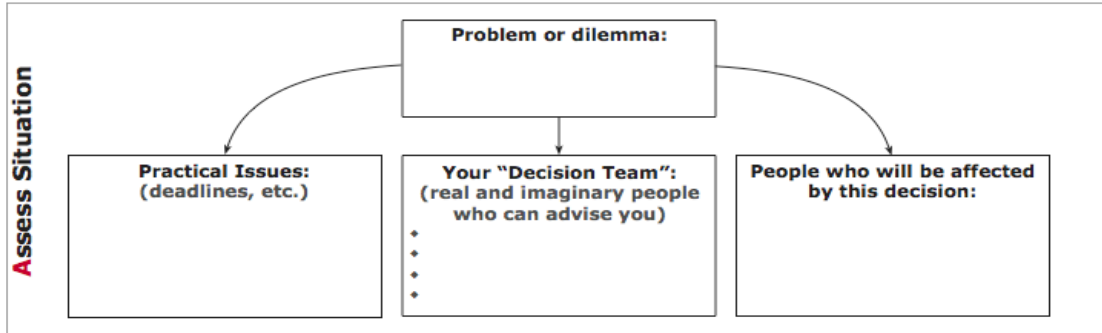 Assess Situation
Problem or dilemma:
Practical Issues:
(deadlines, etc.)
Your “Decision Team”:
(real and imaginary people
who can advise you)
People who will be affected
by this decision: